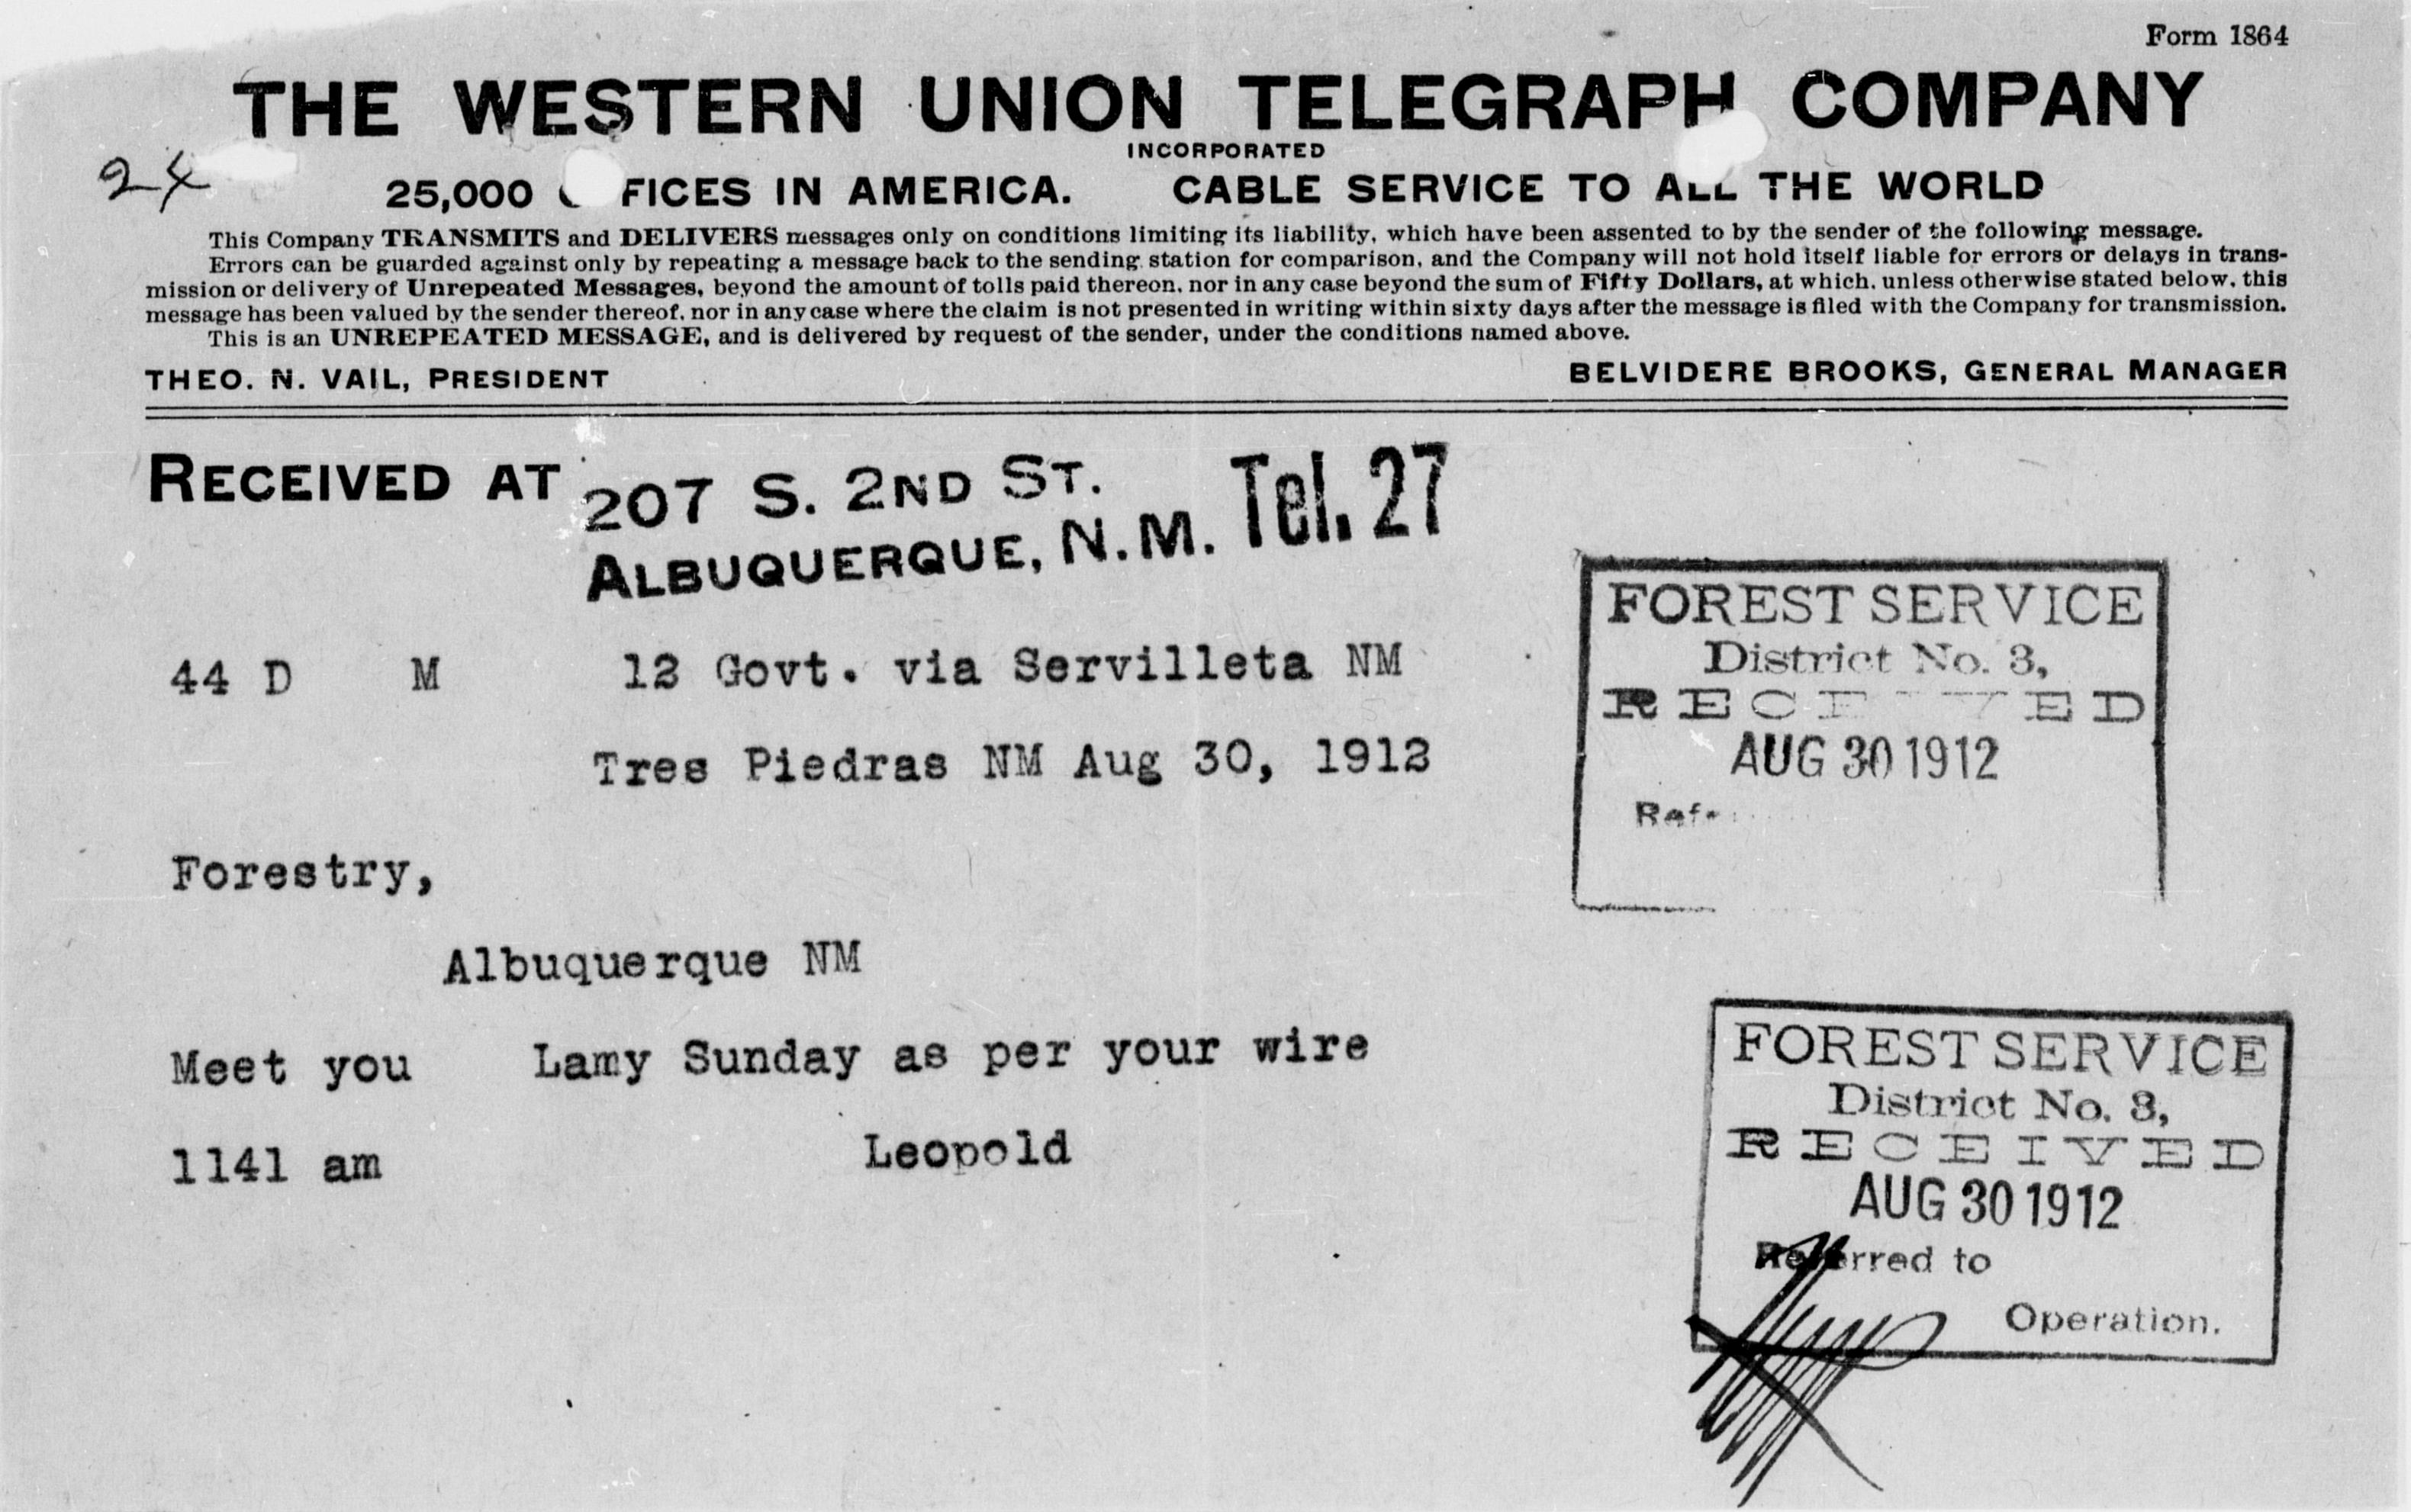 Form 1864
THE WESTERN UNION TELEGRAPH COMPANY
INCORPORATED
24
25,000 OFFICES IN AMERICA. CABLE SERVICE TO ALL THE WORLD
This Company TRANSMITS and DELIVERS messages only on conditions limiting its liability, which have been assented to by the sender of the following message.
Errors can be guarded against only by repeating a message back to the sending station for comparison, and the Company will not hold itself liable for errors or delays in trans-
mission or delivery of Unrepeated Messages, beyond the amount of tolls paid thereon, nor in any case beyond the sum of Fifty Dollars, at which, unless otherwise stated below, this
message has been valued by the sender thereof, nor in any case where the claim is not presented in writing within sixty days after the message is filed with the Company for transmission.
This is an UNREPEATED MESSAGE, and is delivered by request of the sender, under the conditions named above.
THEO. N. VAIL, PRESIDENT BELVIDERE BROOKS, GENERAL MANAGER
RECEIVED AT 207 S. 2ND ST. Tel. 27
ALBUQUERQUE, N.M.
FOREST SERVICE
District No. 3,
RECEIVED
AUG 30 1912
44 D M 12 Govt. via Servilleta NM
Tres Piedras NM Aug 30, 1912
Forestry,
Albuquerque NM
Meet you Lamy Sunday as per your wire
1141 am Leopold
FOREST SERVICE
District No. 3,
RECEIVED
AUG 30 1912
Referred to
Operation.